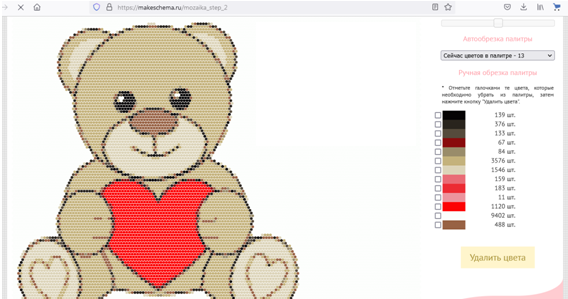 https://makeschema.ru/mozaika_step_2
Автообрезка палитры
Сейчас цветов в палитре - 13
Ручная обрезка палитры
* Отметьте галочками те цвета, которые
необходимо убрать из палитры, затем
нажмите кнопку "Удалить цвета".
139 шт.
376 шт.
133 шт.
67 шт.
84 шт.
3576 шт.
1546 шт.
159 шт.
183 шт.
11 шт.
1120 шт.
9402 шт.
488 шт.
Удалить цвета